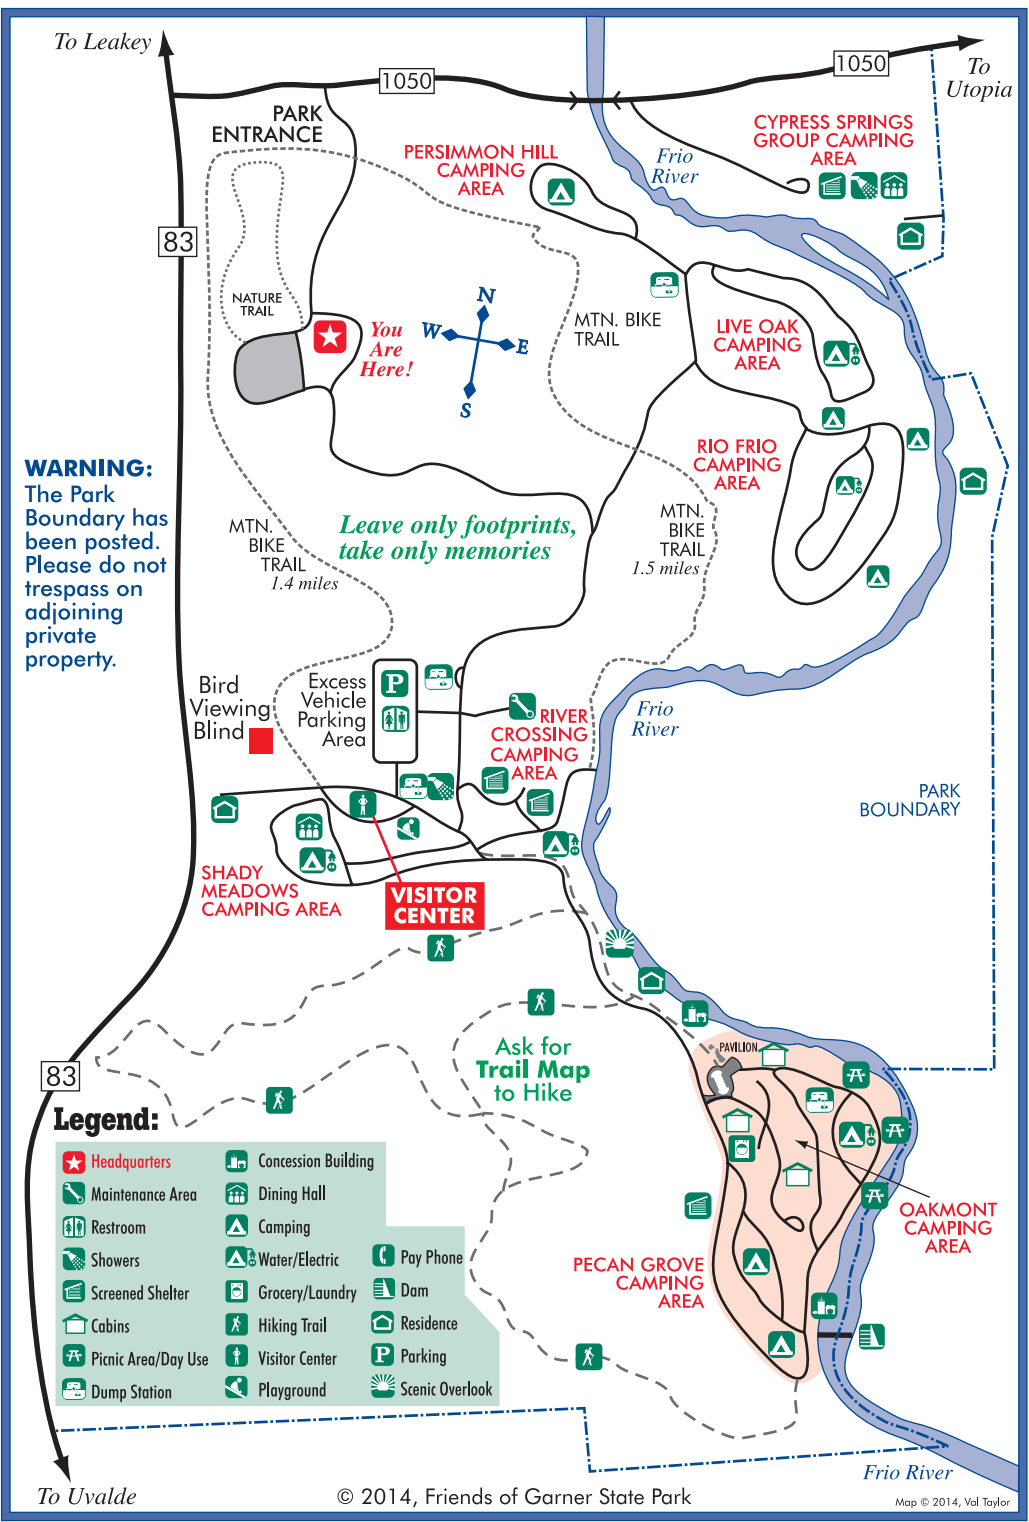 To Leakey
1050
1050
To
Utopia
PARK
ENTRANCE
CYPRESS SPRINGS
GROUP CAMPING
AREA
PERSIMMON HILL
CAMPING
AREA
Frio
River
83
NATURE
TRAIL
You
Are
Here!
N
W
E
S
MTN. BIKE
TRAIL
LIVE OAK
CAMPING
AREA
RIO FRIO
CAMPING
AREA
WARNING:
The Park
Boundary has
been posted.
Please do not
trespass on
adjoining
private
property.
Leave only footprints,
take only memories
MTN.
BIKE
TRAIL
1.4 miles
MTN.
BIKE
TRAIL
1.5 miles
Bird
Viewing
Blind
Excess
Vehicle
Parking
Area
P
RIVER
CROSSING
CAMPING
AREA
Frio
River
PARK
BOUNDARY
SHADY
MEADOWS
CAMPING AREA
VISITOR
CENTER
Ask for
Trail Map
to Hike
PAVILION
83
OAKMONT
CAMPING
AREA
PECAN GROVE
CAMPING
AREA
Legend:
Headquarters
Maintenance Area
Restroom
Showers
Screened Shelter
Cabins
Picnic Area/Day Use
Dump Station
Concession Building
Dining Hall
Camping
Water/Electric
Grocery/Laundry
Hiking Trail
Visitor Center
Playground
Pay Phone
Dam
Residence
P Parking
Scenic Overlook
Frio River
To Uvalde
© 2014, Friends of Garner State Park
Map © 2014, Val Taylor